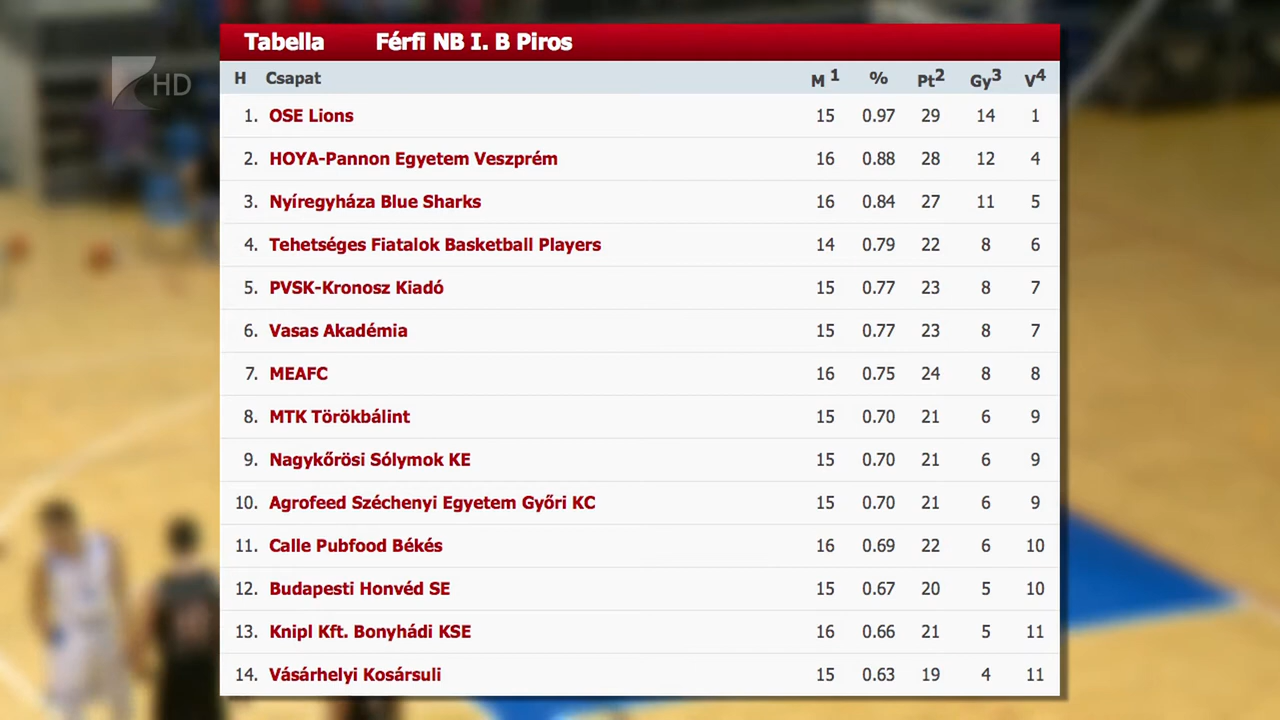 Tabella Férfi NB I. B Piros
HD
H Csapat M 1 % Pt2 Gy3 V4
1. OSE Lions 15 0.97 29 14 1
2. HOYA-Pannon Egyetem Veszprém 16 0.88 28 12 4
3. Nyíregyháza Blue Sharks 16 0.84 27 11 5
4. Tehetséges Fiatalok Basketball Players 14 0.79 22 8 6
5. PVSK-Kronosz Kiadó 15 0.77 23 8 7
6. Vasas Akadémia 15 0.77 23 8 7
7. MEAFC 16 0.75 24 8 8
8. MTK Törökbálint 15 0.70 21 6 9
9. Nagykőrösi Sólymok KE 15 0.70 21 6 9
10. Agrofeed Széchenyi Egyetem Győri KC 15 0.70 21 6 9
11. Calle Pubfood Békés 16 0.69 22 6 10
12. Budapesti Honvéd SE 15 0.67 20 5 10
13. Knipl Kft. Bonyhádi KSE 16 0.66 21 5 11
14. Vásárhelyi Kosársuli 15 0.63 19 4 11